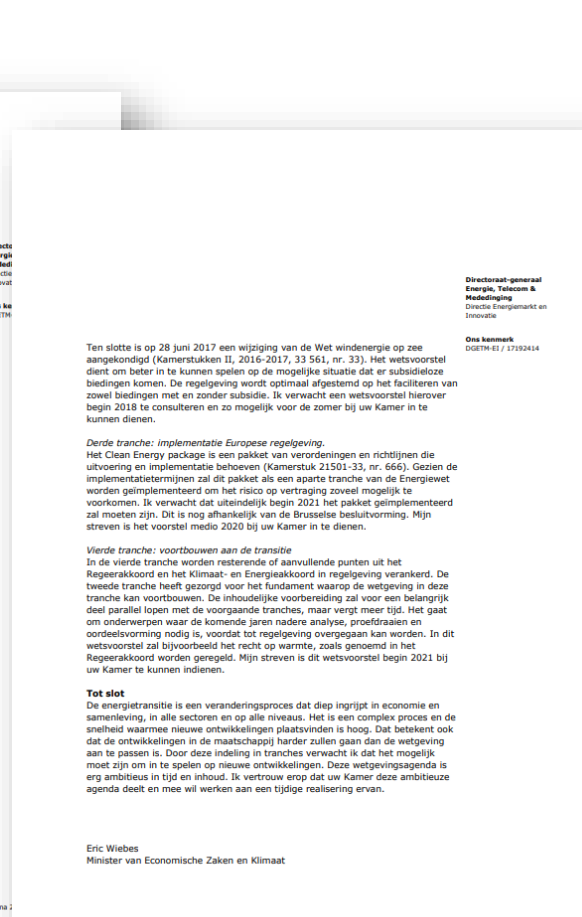 Directoraat-generaal
Energie, Telecom &
Mededinging
Directie Energiemarkt en
Innovatie
Ons kenmerk
DGETM-EI / 17192414
Ten slotte is op 28 juni 2017 een wijziging van de Wet windenergie op zee
aangekondigd (Kamerstukken II, 2016-2017, 33 561, nr. 33). Het wetsvoorstel
dient om beter in te kunnen spelen op de mogelijke situatie dat er subsidieloze
biedingen komen. De regelgeving wordt optimaal afgestemd op het faciliteren van
zowel biedingen met en zonder subsidie. Ik verwacht een wetsvoorstel hierover
begin 2018 te consulteren en zo mogelijk voor de zomer bij uw Kamer in te
kunnen dienen.
Derde tranche: implementatie Europese regelgeving.
Het Clean Energy package is een pakket van verordeningen en richtlijnen die
uitvoering en implementatie behoeven (Kamerstuk 21501-33, nr. 666). Gezien de
implementatietermijnen zal dit pakket als een aparte tranche van de Energiewet
worden geïmplementeerd om het risico op vertraging zoveel mogelijk te
voorkomen. Ik verwacht dat uiteindelijk begin 2021 het pakket geïmplementeerd
zal moeten zijn. Dit is nog afhankelijk van de Brusselse besluitvorming. Mijn
streven is het voorstel medio 2020 bij uw Kamer in te dienen.
Vierde tranche: voortbouwen aan de transitie
In de vierde tranche worden resterende of aanvullende punten uit het
Regeerakkoord en het Klimaat- en Energieakkoord in regelgeving verankerd. De
tweede tranche heeft gezorgd voor het fundament waarop de wetgeving in deze
tranche kan voortbouwen. De inhoudelijke voorbereiding zal voor een belangrijk
deel parallel lopen met de voorgaande tranches, maar vergt meer tijd. Het gaat
om onderwerpen waar de komende jaren nadere analyse, proefdraaien en
oordeelsvorming nodig is, voordat tot regelgeving overgegaan kan worden. In dit
wetsvoorstel zal bijvoorbeeld het recht op warmte, zoals genoemd in het
Regeerakkoord worden geregeld. Mijn streven is dit wetsvoorstel begin 2021 bij
uw Kamer te kunnen indienen.
Tot slot
De energietransitie is een veranderingsproces dat diep ingrijpt in economie en
samenleving, in alle sectoren en op alle niveaus. Het is een complex proces en de
snelheid waarmee nieuwe ontwikkelingen plaatsvinden is hoog. Dat betekent ook
dat de ontwikkelingen in de maatschappij harder zullen gaan dan de wetgeving
aan te passen is. Door deze indeling in tranches verwacht ik dat het mogelijk
moet zijn om in te spelen op nieuwe ontwikkelingen. Deze wetgevingsagenda is
erg ambitieus in tijd en inhoud. Ik vertrouw erop dat uw Kamer deze ambitieuze
agenda deelt en mee wil werken aan een tijdige realisering ervan.
Eric Wiebes
Minister van Economische Zaken en Klimaat